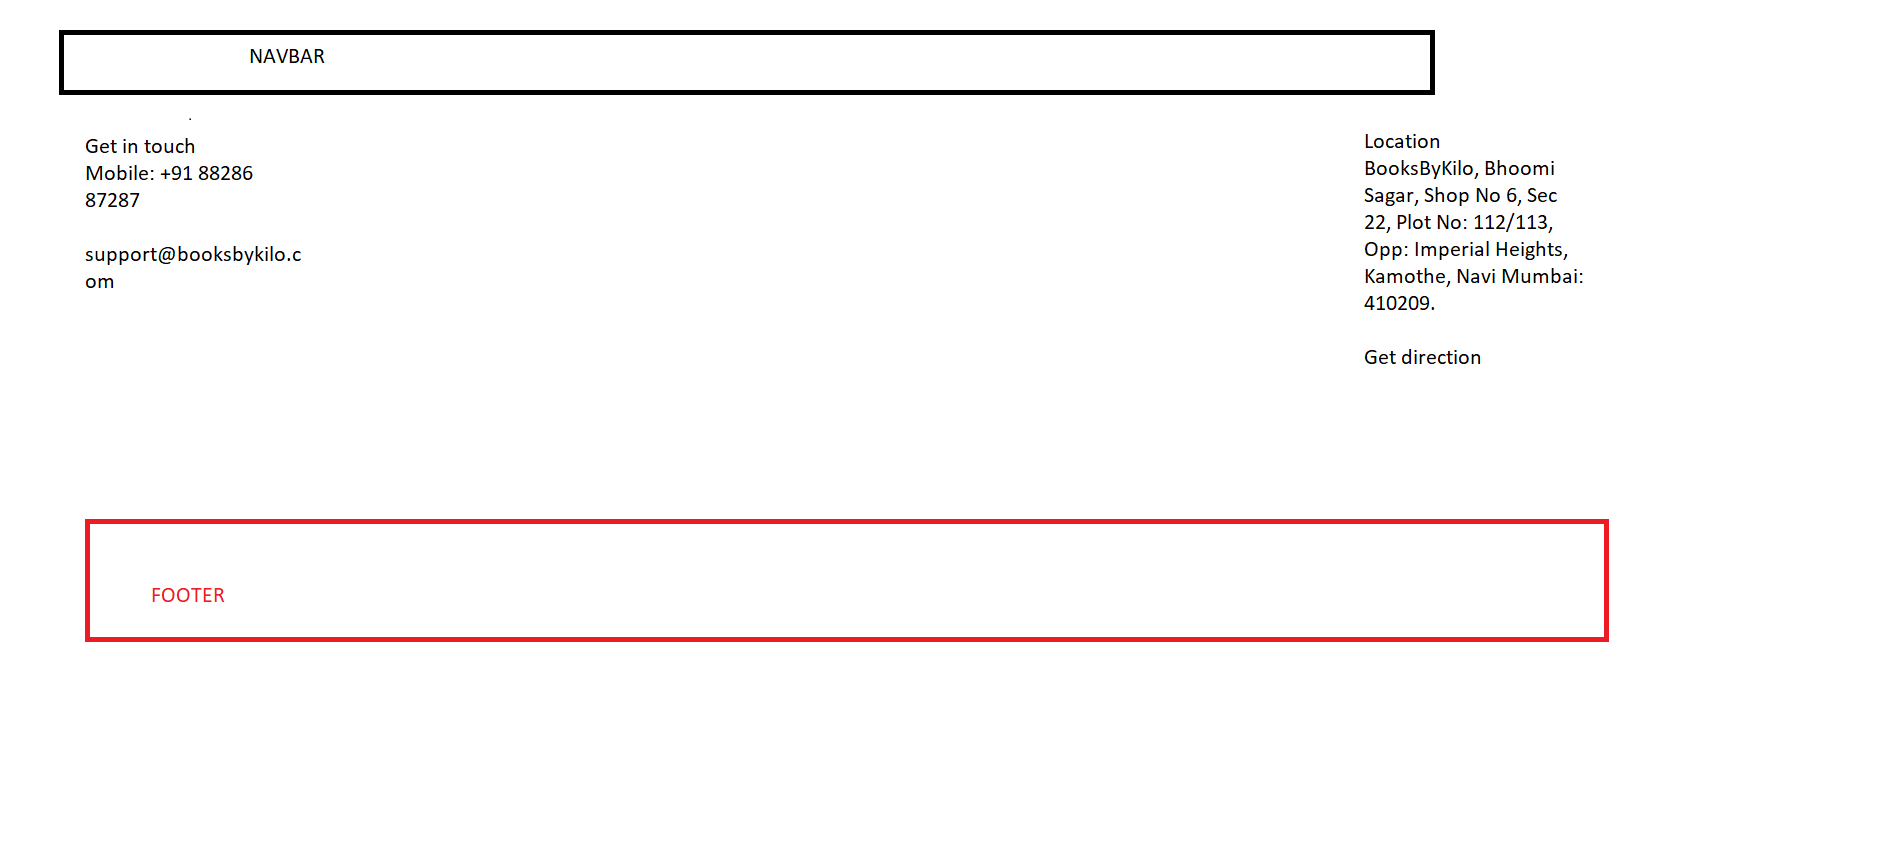 NAVBAR
Get in touch
Mobile: +91 88286
87287
support@booksbykilo.c
om
Location
BooksByKilo, Bhoomi
Sagar, Shop No 6, Sec
22, Plot No: 112/113,
Opp: Imperial Heights,
Kamothe, Navi Mumbai:
410209.
Get direction
FOOTER